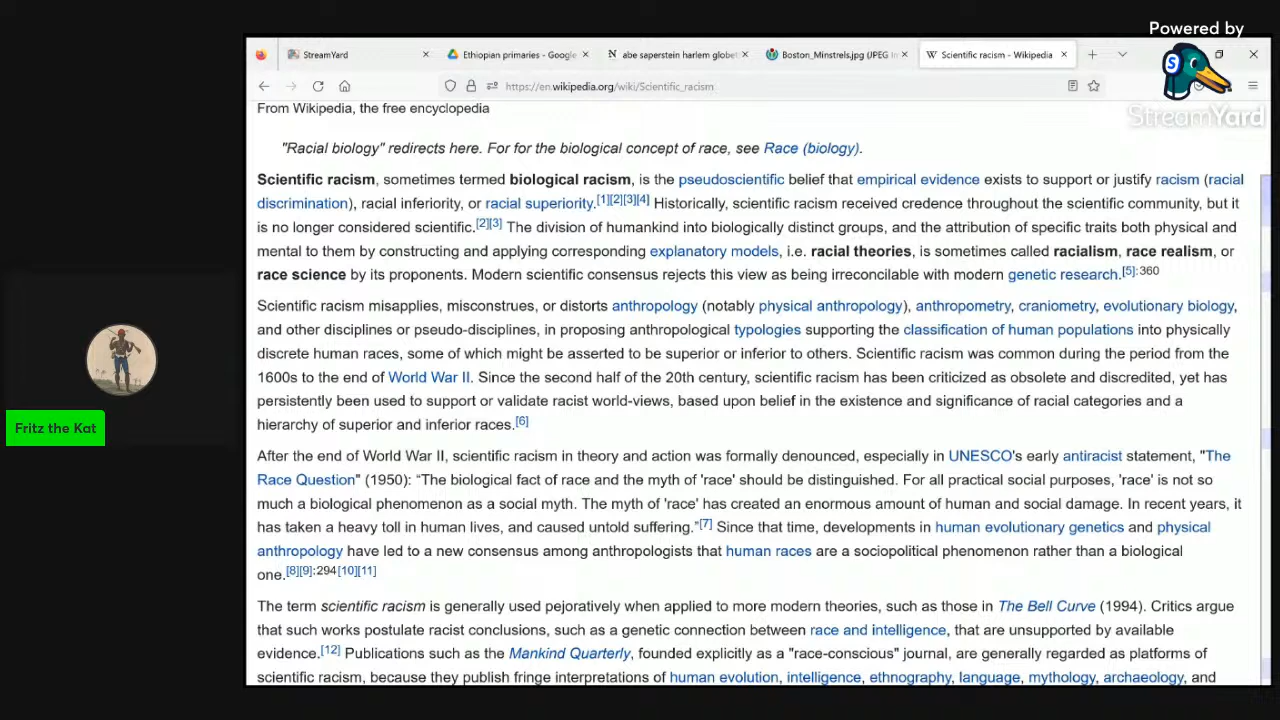 Powered by
StreamYard
StreamYard
Ethiopian primaries - Google
abe saperstein harlem globet
Boston_Minstrels.jpg (JPEG Im
Scientific racism - Wikipedia
https://en.wikipedia.org/wiki/Scientific_racism
From Wikipedia, the free encyclopedia
"Racial biology" redirects here. For for the biological concept of race, see Race (biology).
Scientific racism, sometimes termed biological racism, is the pseudoscientific belief that empirical evidence exists to support or justify racism (racial
discrimination), racial inferiority, or racial superiority.[1][2][3][4] Historically, scientific racism received credence throughout the scientific community, but it
is no longer considered scientific.[2][3] The division of humankind into biologically distinct groups, and the attribution of specific traits both physical and
mental to them by constructing and applying corresponding explanatory models, i.e. racial theories, is sometimes called racialism, race realism, or
race science by its proponents. Modern scientific consensus rejects this view as being irreconcilable with modern genetic research.[5]:360
Scientific racism misapplies, misconstrues, or distorts anthropology (notably physical anthropology), anthropometry, craniometry, evolutionary biology,
and other disciplines or pseudo-disciplines, in proposing anthropological typologies supporting the classification of human populations into physically
discrete human races, some of which might be asserted to be superior or inferior to others. Scientific racism was common during the period from the
1600s to the end of World War II. Since the second half of the 20th century, scientific racism has been criticized as obsolete and discredited, yet has
persistently been used to support or validate racist world-views, based upon belief in the existence and significance of racial categories and a
hierarchy of superior and inferior races.[6]
After the end of World War II, scientific racism in theory and action was formally denounced, especially in UNESCO's early antiracist statement, "The
Race Question" (1950): "The biological fact of race and the myth of 'race' should be distinguished. For all practical social purposes, 'race' is not so
much a biological phenomenon as a social myth. The myth of 'race' has created an enormous amount of human and social damage. In recent years, it
has taken a heavy toll in human lives, and caused untold suffering."[7] Since that time, developments in human evolutionary genetics and physical
anthropology have led to a new consensus among anthropologists that human races are a sociopolitical phenomenon rather than a biological
one.[8][9]:294[10][11]
The term scientific racism is generally used pejoratively when applied to more modern theories, such as those in The Bell Curve (1994). Critics argue
that such works postulate racist conclusions, such as a genetic connection between race and intelligence, that are unsupported by available
evidence.[12] Publications such as the Mankind Quarterly, founded explicitly as a "race-conscious" journal, are generally regarded as platforms of
scientific racism, because they publish fringe interpretations of human evolution, intelligence, ethnography, language, mythology, archaeology, and
Fritz the Kat